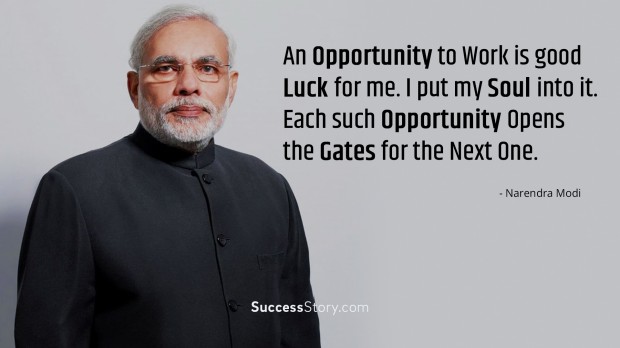 An Opportunity to Work is good
Luck for me. I put my Soul into it.
Each such Opportunity Opens
the Gates for the Next One.
- Narendra Modi
SuccessStory.com